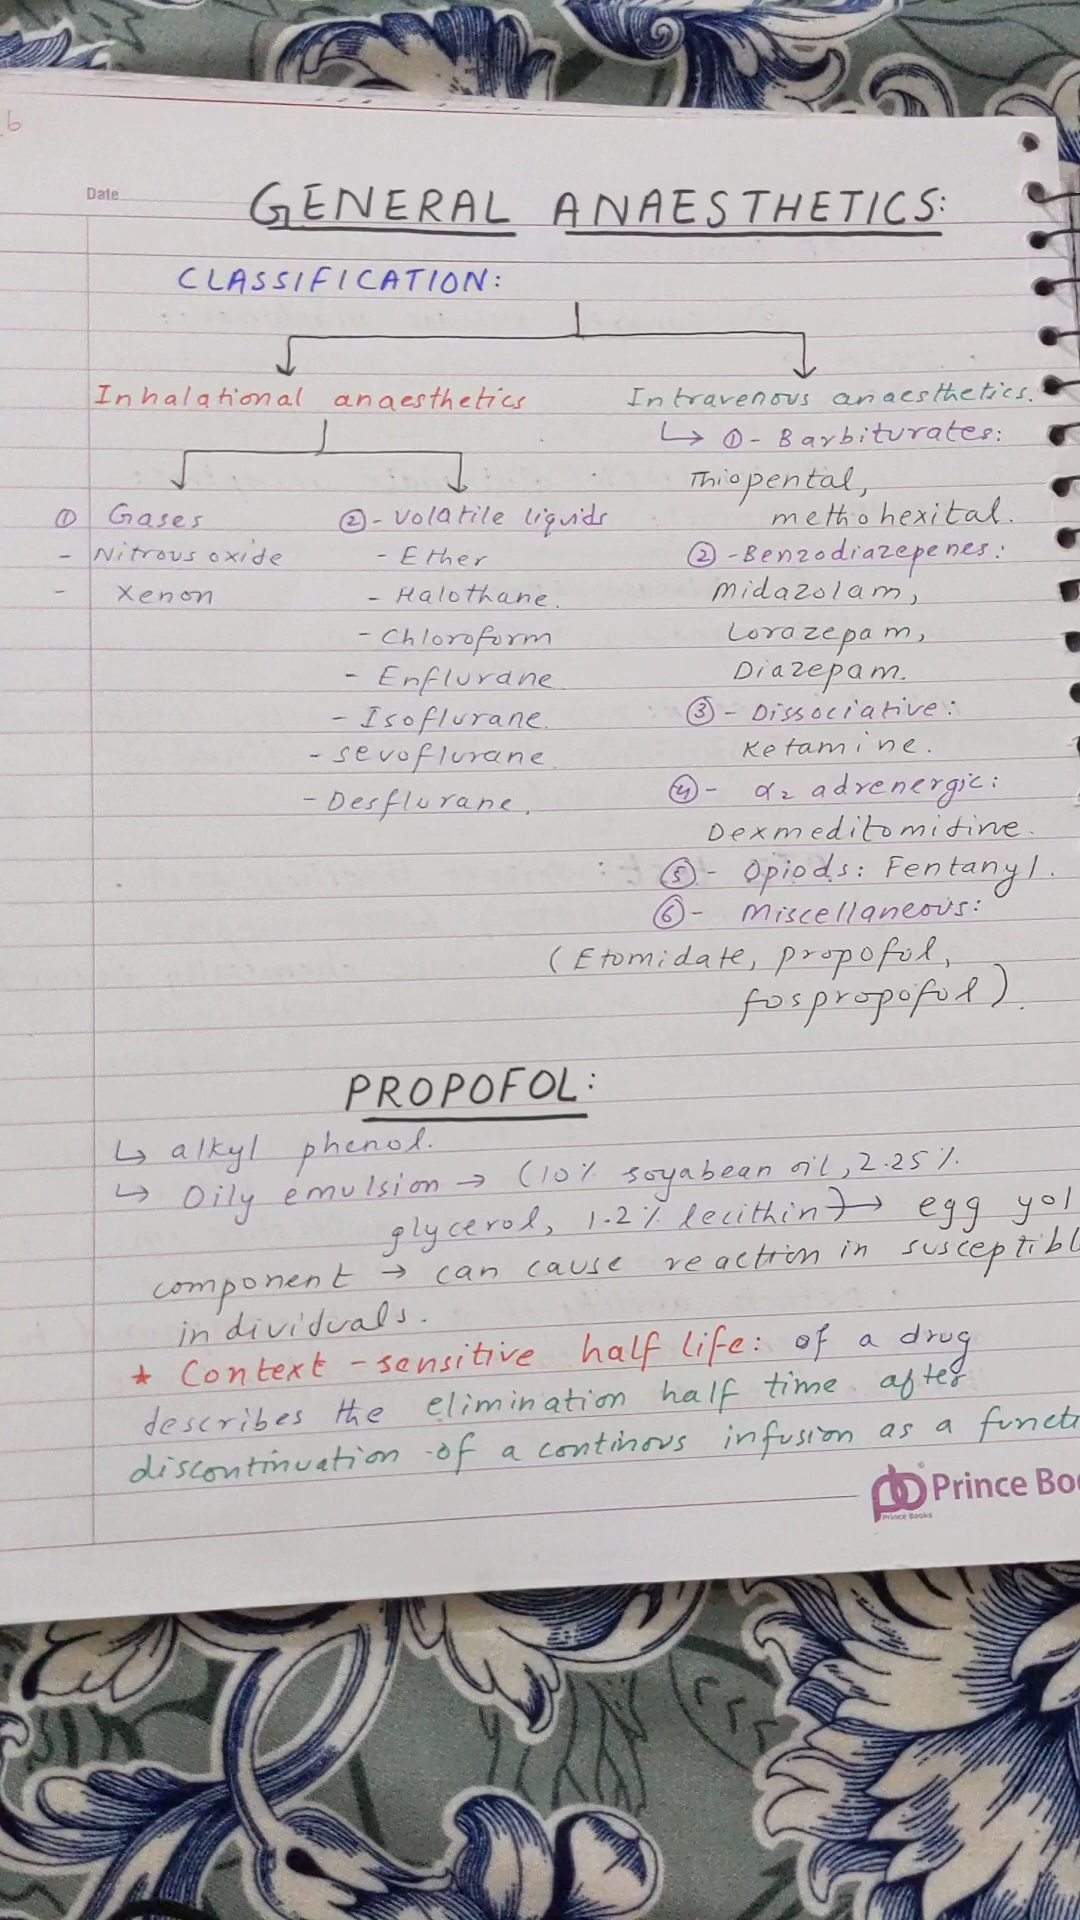 Date
GENERAL ANAESTHETICS:
CLASSIFICATION:
Inhalational anaesthetics
① Gases
- Nitrous oxide
- Xenon
②- Volatile liquids
- Ether
- Halothane.
- Chloroform
- Enflurane.
- Isoflurane.
- sevoflurane.
- Desflurane.
Intravenous anaesthetics.
↳ ①- Barbiturates:
Thiopental,
methohexital.
② -Benzodiazepenes:
Midazolam,
Lorazepam,
Diazepam.
③ - Dissociative:
Ketamine.
④- α2 adrenergic:
Dexmeditomidine.
⑤- Opiods: Fentanyl.
⑥- Miscellaneous:
(Etomidate, propofol,
fospropofol).
PROPOFOL:
↳ alkyl phenol.
↳ Oily emulsion → (10% soyabean oil, 2.25%
glycerol, 1.2% lecithin) → egg yol
component → can cause reaction in susceptibl
individuals.
* Context-sensitive half life: of a drug
describes the elimination half time after
discontinuation of a continous infusion as a functi
Prince Boo
Prince Books